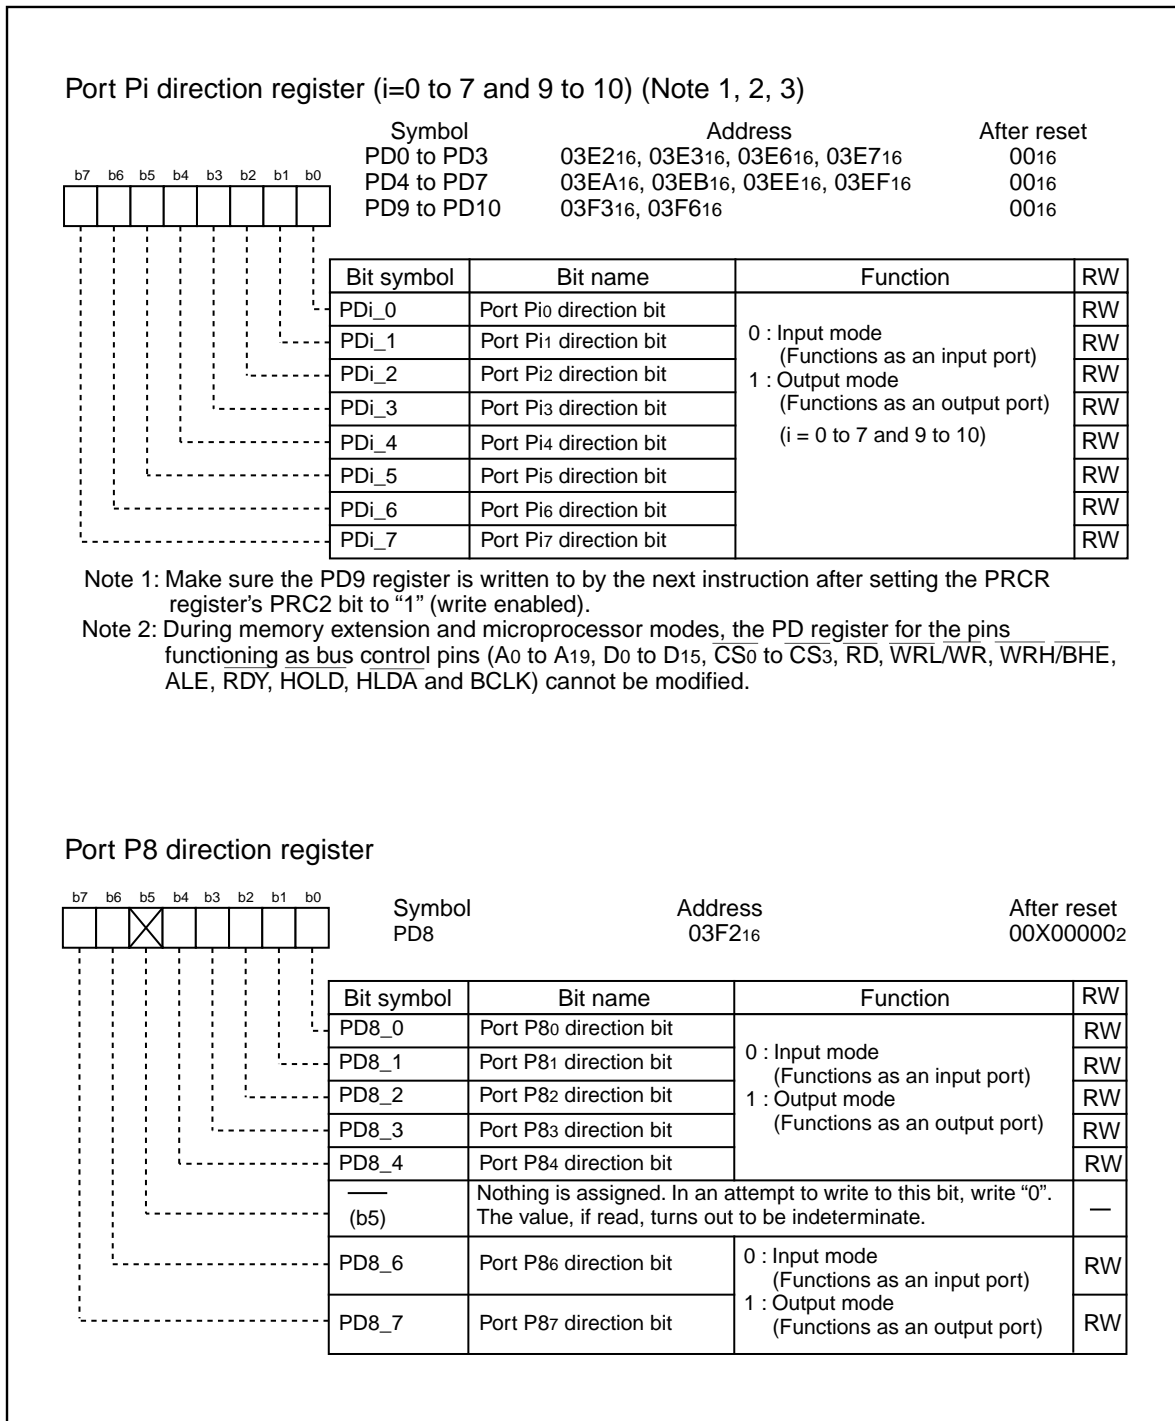 Port Pi direction register (i=0 to 7 and 9 to 10) (Note 1, 2, 3)
Symbol Address After reset
PD0 to PD3 03E216, 03E316, 03E616, 03E716 0016
PD4 to PD7 03EA16, 03EB16, 03EE16, 03EF16 0016
PD9 to PD10 03F316, 03F616 0016
b7 b6 b5 b4 b3 b2 b1 b0
Bit symbol Bit name Function RW
PDi_0 Port Pi0 direction bit RW
PDi_1 Port Pi1 direction bit RW
PDi_2 Port Pi2 direction bit RW
PDi_3 Port Pi3 direction bit RW
PDi_4 Port Pi4 direction bit RW
PDi_5 Port Pi5 direction bit RW
PDi_6 Port Pi6 direction bit RW
PDi_7 Port Pi7 direction bit RW
0 : Input mode
(Functions as an input port)
1 : Output mode
(Functions as an output port)
(i = 0 to 7 and 9 to 10)
Note 1: Make sure the PD9 register is written to by the next instruction after setting the PRCR
register's PRC2 bit to “1” (write enabled).
Note 2: During memory extension and microprocessor modes, the PD register for the pins
functioning as bus control pins (A0 to A19, D0 to D15, CS0 to CS3, RD, WRL/WR, WRH/BHE,
ALE, RDY, HOLD, HLDA and BCLK) cannot be modified.
Port P8 direction register
b7 b6 b5 b4 b3 b2 b1 b0
Symbol Address After reset
PD8 03F216 00X000002
Bit symbol Bit name Function RW
PD8_0 Port P80 direction bit RW
PD8_1 Port P81 direction bit RW
PD8_2 Port P82 direction bit RW
PD8_3 Port P83 direction bit RW
PD8_4 Port P84 direction bit RW
0 : Input mode
(Functions as an input port)
1 : Output mode
(Functions as an output port)
—
(b5)
Nothing is assigned. In an attempt to write to this bit, write “0”.
The value, if read, turns out to be indeterminate.
—
PD8_6 Port P86 direction bit RW
PD8_7 Port P87 direction bit RW
0 : Input mode
(Functions as an input port)
1 : Output mode
(Functions as an output port)